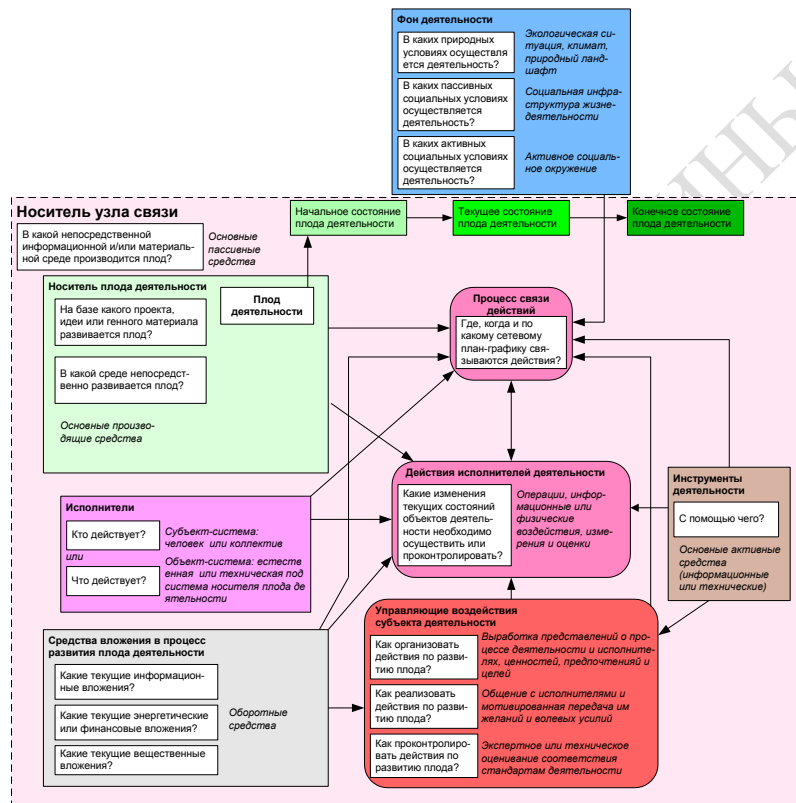 Фон деятельности
В каких природных
условиях осуществля
ется деятельность?
Экологическая си-
туация, климат,
природный ланд-
шафт
В каких пассивных
социальных условиях
осуществляется
деятельность?
Социальная инфра-
структура жизне-
деятельности
В каких активных
социальных условиях
осуществляется
деятельность?
Активное социаль-
ное окружение
Носитель узла связи
В какой непосредственной
информационной и/или материаль-
ной среде производится плод?
Основные
пассивные
средства
Начальное состояние
плода деятельности
Текущее состояние
плода деятельности
Конечное состояние
плода деятельности
Носитель плода деятельности
Плод
деятельности
На базе какого проекта,
идеи или генного материала
развивается плод?
В какой среде непосредст-
венно развивается плод?
Основные произво-
дящие средства
Процесс связи
действий
Где, когда и по
какому сетевому
план-графику свя-
зываются действия?
Действия исполнителей деятельности
Какие изменения
текущих состояний
объектов деятель-
ности необходимо
осуществить или
проконтролировать?
Операции, инфор-
мационные или
физические
воздействия, изме-
рения и оценки
Инструменты
деятельности
С помощью чего?
Основные активные
средства
(информационные
или технические)
Исполнители
Кто действует?
или
Что действует?
Субъект-система:
человек или коллектив
Объект-система: естеств
енная или техническая под
система носителя плода де
ятельности
Средства вложения в процесс
развития плода деятельности
Какие текущие информацион-
ные вложения?
Какие текущие энергетические
или финансовые вложения?
Какие текущие вещественные
вложения?
Оборотные
средства
Управляющие воздействия
субъекта деятельности
Как организовать
действия по разви-
тию плода?
Выработка представлений о про-
цессе деятельности и исполните-
лях, ценностей, предпочтенияй и
целей
Как реализовать
действия по разви-
тию плода?
Общение с исполнителями и
мотивированная передача им
желаний и волевых усилий
Как проконтролиро-
вать действия по
развитию плода?
Экспертное или техническое
оценивание соответствия
стандартам деятельности